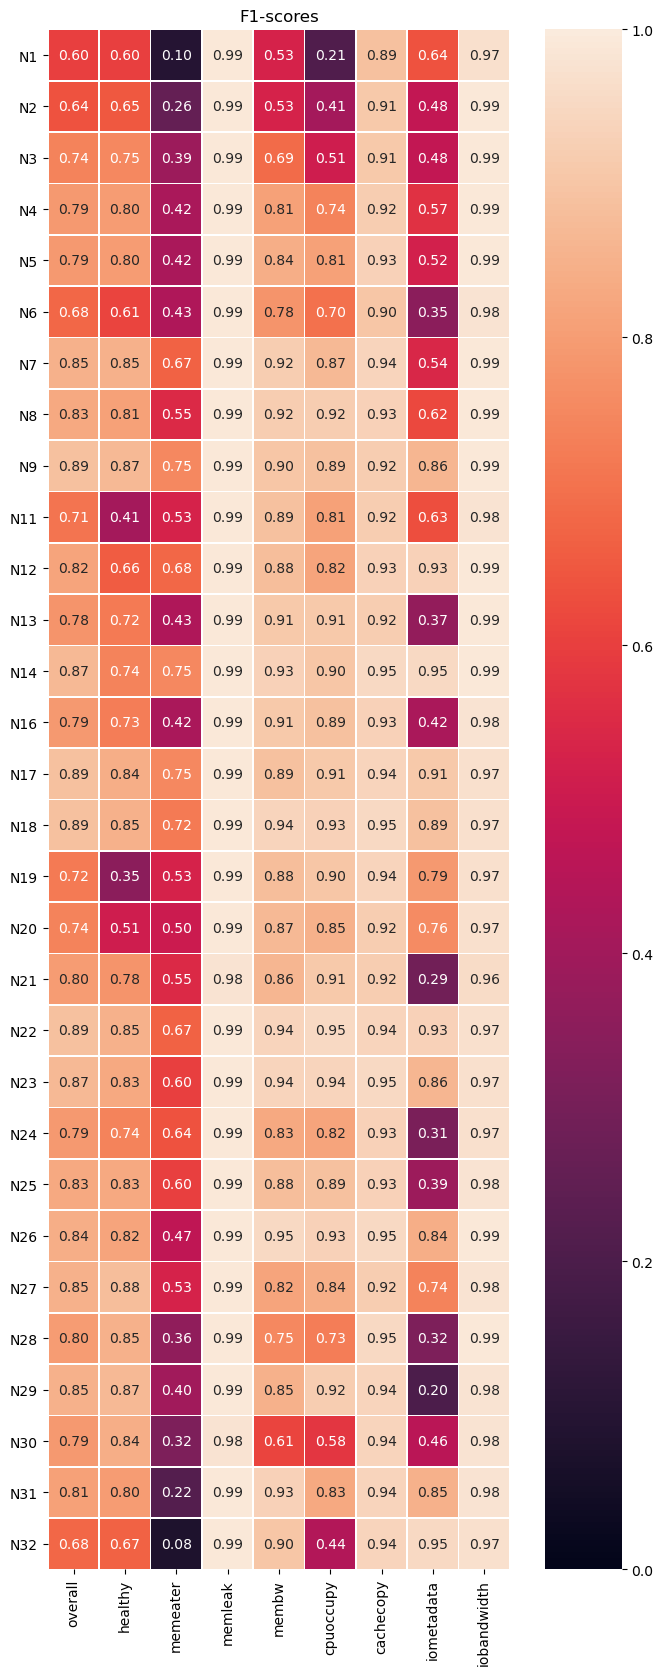 F1-scores
N1 0.60 0.60 0.10 0.99 0.53 0.21 0.89 0.64 0.97
N2 0.64 0.65 0.26 0.99 0.53 0.41 0.91 0.48 0.99
N3 0.74 0.75 0.39 0.99 0.69 0.51 0.91 0.48 0.99
N4 0.79 0.80 0.42 0.99 0.81 0.74 0.92 0.57 0.99
N5 0.79 0.80 0.42 0.99 0.84 0.81 0.93 0.52 0.99
N6 0.68 0.61 0.43 0.99 0.78 0.70 0.90 0.35 0.98
N7 0.85 0.85 0.67 0.99 0.92 0.87 0.94 0.54 0.99
N8 0.83 0.81 0.55 0.99 0.92 0.92 0.93 0.62 0.99
N9 0.89 0.87 0.75 0.99 0.90 0.89 0.92 0.86 0.99
N11 0.71 0.41 0.53 0.99 0.89 0.81 0.92 0.63 0.98
N12 0.82 0.66 0.68 0.99 0.88 0.82 0.93 0.93 0.99
N13 0.78 0.72 0.43 0.99 0.91 0.91 0.92 0.37 0.99
N14 0.87 0.74 0.75 0.99 0.93 0.90 0.95 0.95 0.99
N16 0.79 0.73 0.42 0.99 0.91 0.89 0.93 0.42 0.98
N17 0.89 0.84 0.75 0.99 0.89 0.91 0.94 0.91 0.97
N18 0.89 0.85 0.72 0.99 0.94 0.93 0.95 0.89 0.97
N19 0.72 0.35 0.53 0.99 0.88 0.90 0.94 0.79 0.97
N20 0.74 0.51 0.50 0.99 0.87 0.85 0.92 0.76 0.97
N21 0.80 0.78 0.55 0.98 0.86 0.91 0.92 0.29 0.96
N22 0.89 0.85 0.67 0.99 0.94 0.95 0.94 0.93 0.97
N23 0.87 0.83 0.60 0.99 0.94 0.94 0.95 0.86 0.97
N24 0.79 0.74 0.64 0.99 0.83 0.82 0.93 0.31 0.97
N25 0.83 0.83 0.60 0.99 0.88 0.89 0.93 0.39 0.98
N26 0.84 0.82 0.47 0.99 0.95 0.93 0.95 0.84 0.99
N27 0.85 0.88 0.53 0.99 0.82 0.84 0.92 0.74 0.98
N28 0.80 0.85 0.36 0.99 0.75 0.73 0.95 0.32 0.99
N29 0.85 0.87 0.40 0.99 0.85 0.92 0.94 0.20 0.98
N30 0.79 0.84 0.32 0.98 0.61 0.58 0.94 0.46 0.98
N31 0.81 0.80 0.22 0.99 0.93 0.83 0.94 0.85 0.98
N32 0.68 0.67 0.08 0.99 0.90 0.44 0.94 0.95 0.97
overall healthy memeater memleak membw cpuoccupy cachecopy iometadata iobandwidth
1.0
0.8
0.6
0.4
0.2
0.0